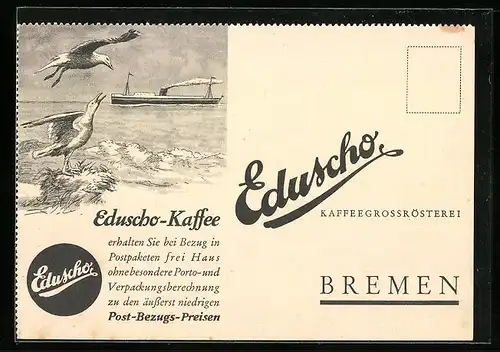 Eduscho-Kaffee
erhalten Sie bei Bezug in
Postpaketen frei Haus
ohne besondere Porto- und
Verpackungsberechnung
zu den äußerst niedrigen
Post-Bezugs-Preisen
Eduscho
Eduscho
KAFFEEGROSSRÖSTEREI
BREMEN